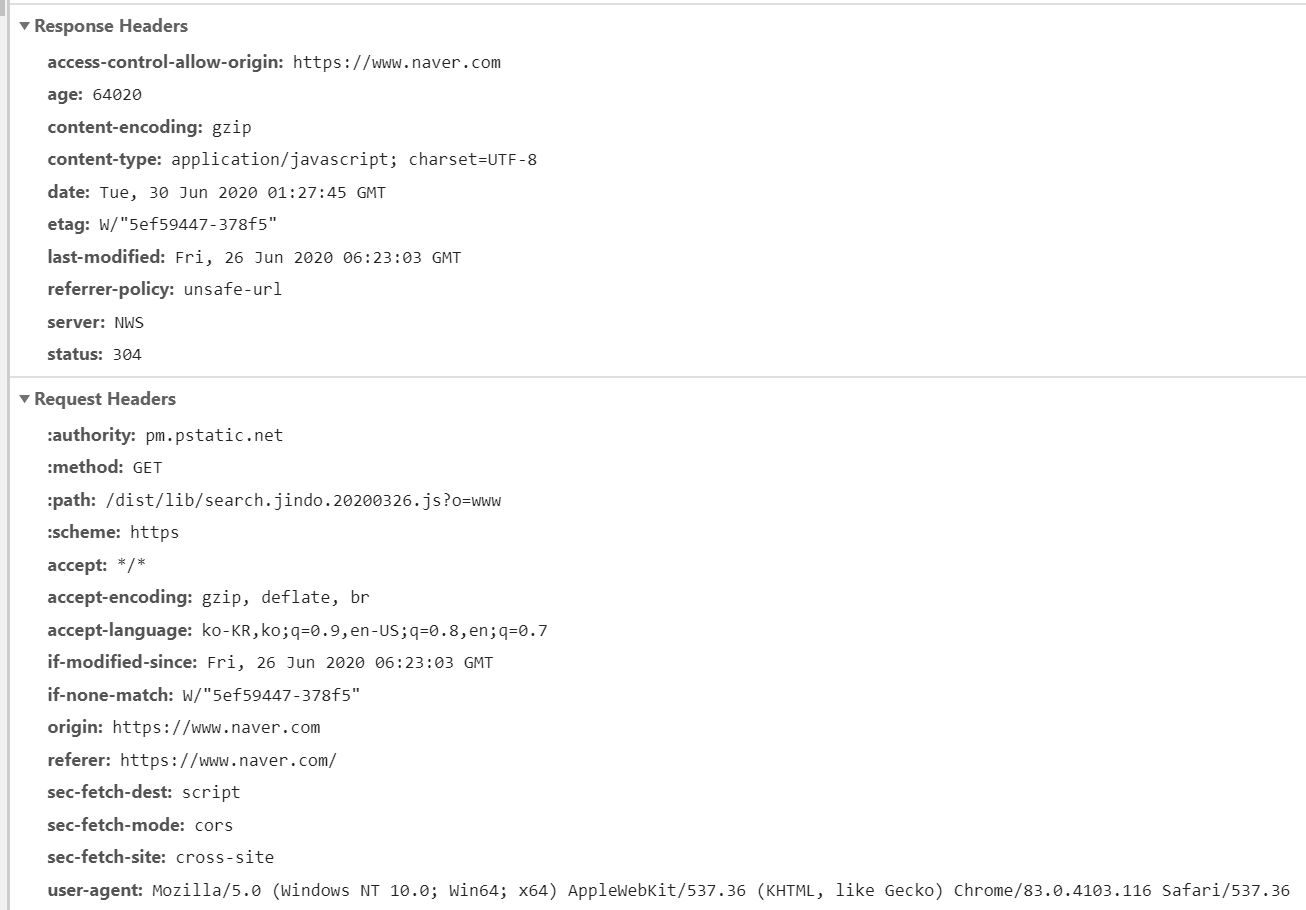 Response Headers
access-control-allow-origin: https://www.naver.com
age: 64020
content-encoding: gzip
content-type: application/javascript; charset=UTF-8
date: Tue, 30 Jun 2020 01:27:45 GMT
etag: W/"5ef59447-378f5"
last-modified: Fri, 26 Jun 2020 06:23:03 GMT
referrer-policy: unsafe-url
server: NWS
status: 304
Request Headers
:authority: pm.pstatic.net
:method: GET
:path: /dist/lib/search.jindo.20200326.js?o=www
:scheme: https
accept: */*
accept-encoding: gzip, deflate, br
accept-language: ko-KR,ko;q=0.9,en-US;q=0.8,en;q=0.7
if-modified-since: Fri, 26 Jun 2020 06:23:03 GMT
if-none-match: W/"5ef59447-378f5"
origin: https://www.naver.com
referer: https://www.naver.com/
sec-fetch-dest: script
sec-fetch-mode: cors
sec-fetch-site: cross-site
user-agent: Mozilla/5.0 (Windows NT 10.0; Win64; x64) AppleWebKit/537.36 (KHTML, like Gecko) Chrome/83.0.4103.116 Safari/537.36